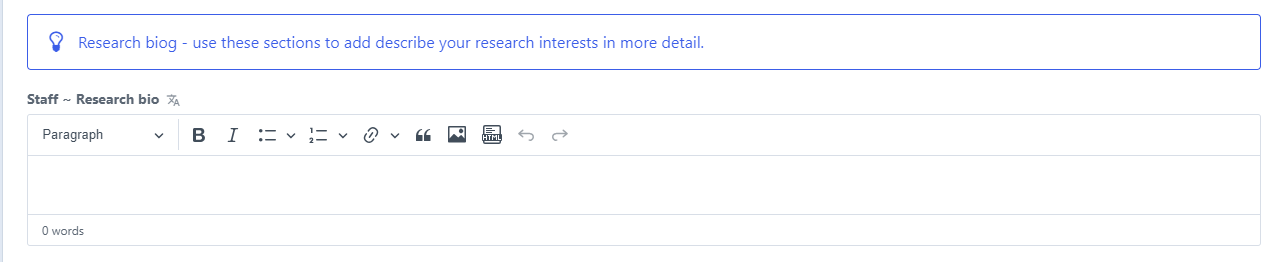 Research biog - use these sections to add describe your research interests in more detail.
Staff ~ Research bio
Paragraph B I HTML
0 words